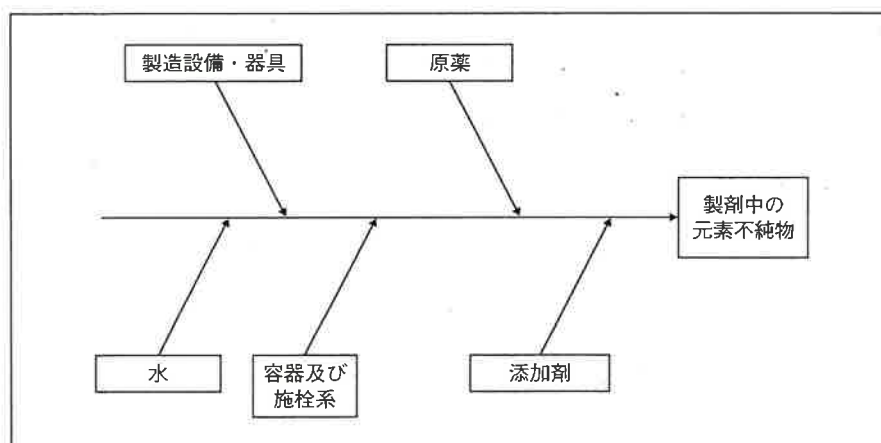 製造設備・器具
原薬
製剤中の
元素不純物
水
容器及び
施栓系
添加剤